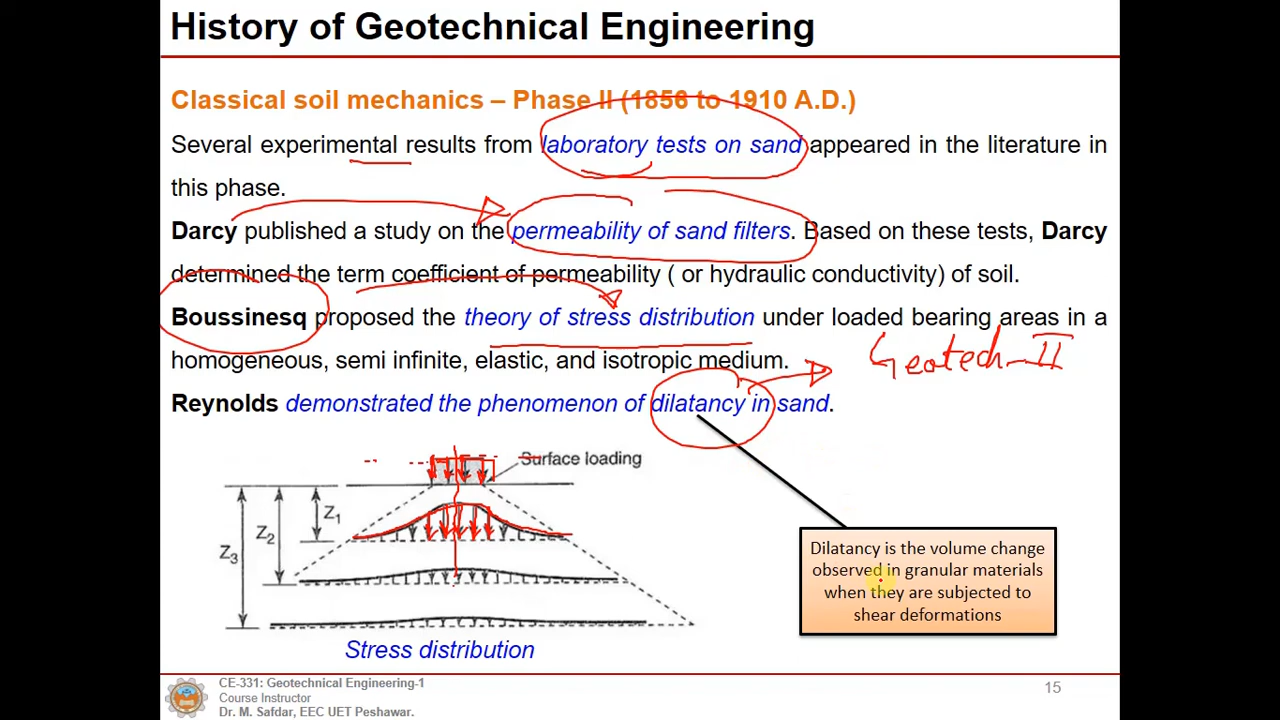 History of Geotechnical Engineering
Classical soil mechanics – Phase II (1856 to 1910 A.D.)
Several experimental results from laboratory tests on sand appeared in the literature in
this phase.
Darcy published a study on the permeability of sand filters. Based on these tests, Darcy
determined the term coefficient of permeability ( or hydraulic conductivity) of soil.
Boussinesq proposed the theory of stress distribution under loaded bearing areas in a
homogeneous, semi infinite, elastic, and isotropic medium.
Geotech-II
Reynolds demonstrated the phenomenon of dilatancy in sand.
Surface loading
Z1
Z2
Z3
Dilatancy is the volume change
observed in granular materials
when they are subjected to
shear deformations
Stress distribution
CE-331: Geotechnical Engineering-1
Course Instructor
Dr. M. Safdar, EEC UET Peshawar.
15